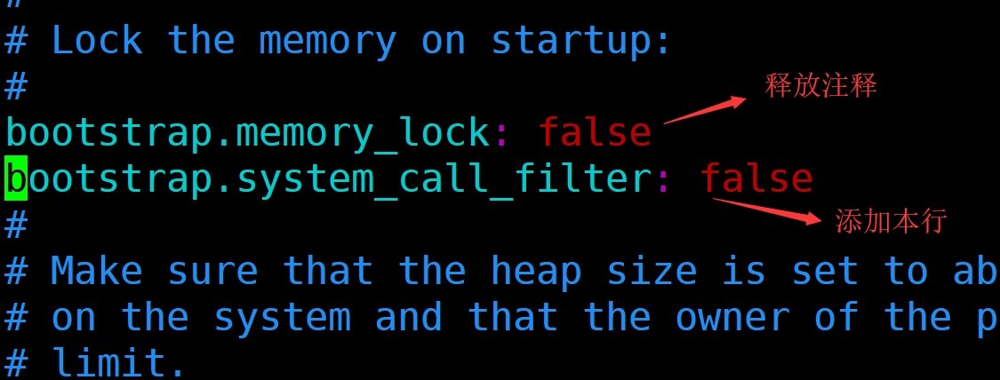 #
# Lock the memory on startup:
#
释放注释
bootstrap.memory_lock: false
bootstrap.system_call_filter: false
添加本行
#
# Make sure that the heap size is set to ab
# on the system and that the owner of the p
# limit.